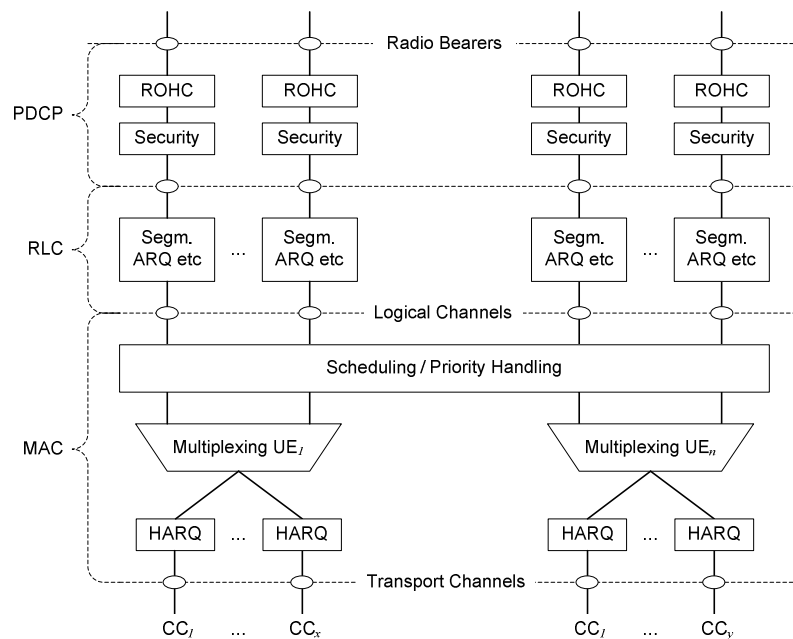 Radio Bearers
ROHC ROHC ROHC ROHC
PDCP
Security Security Security Security
Segm. Segm. Segm. Segm.
RLC ... ...
ARQ etc ARQ etc ARQ etc ARQ etc
Logical Channels
Scheduling / Priority Handling
MAC
Multiplexing UE1 Multiplexing UEn
HARQ ... HARQ HARQ ... HARQ
Transport Channels
CC1 ... CCx CC1 ... CCy